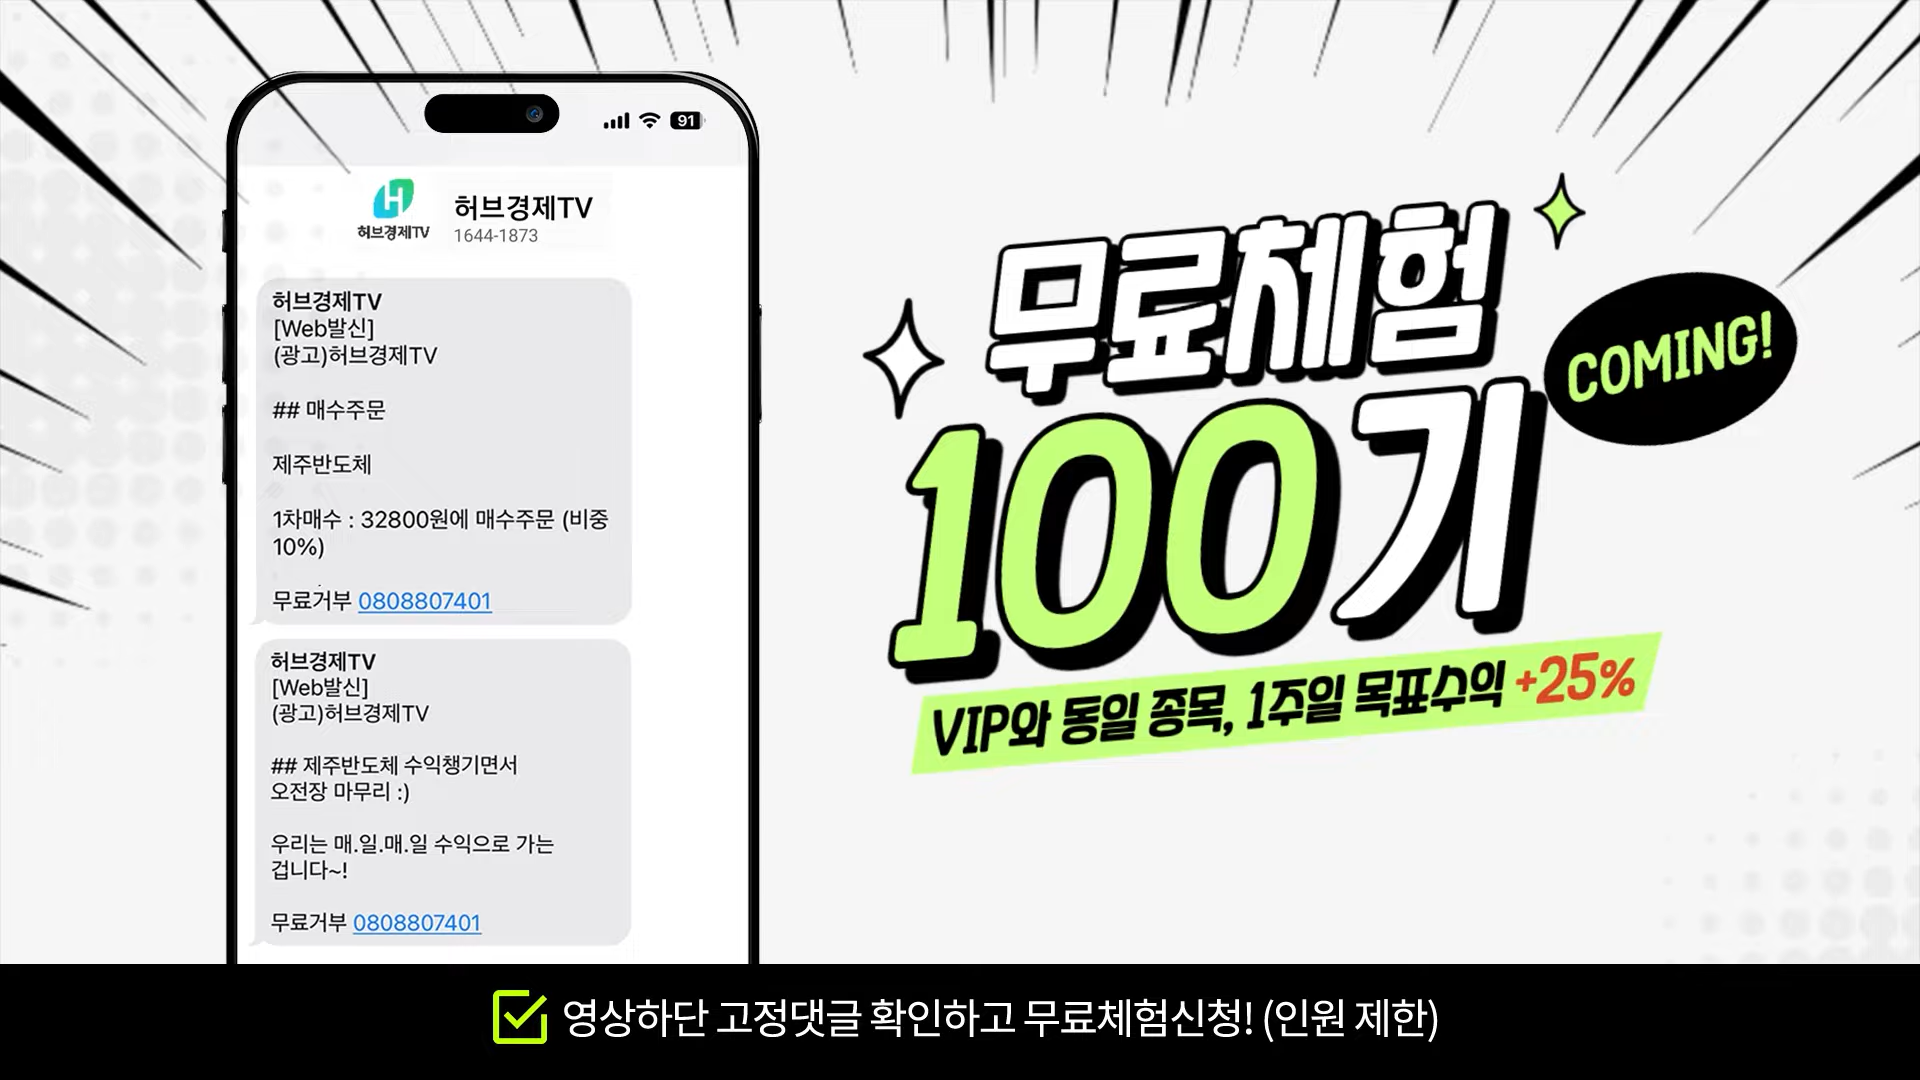 91
허브경제TV
허브경제TV
1644-1873
허브경제TV
[Web발신]
(광고)허브경제TV
## 매수주문
제주반도체
1차매수 : 32800원에 매수주문 (비중
10%)
무료거부 0808807401
허브경제TV
[Web발신]
(광고)허브경제TV
## 제주반도체 수익챙기면서
오전장 마무리 :)
우리는 매.일.매.일 수익으로 가는
겁니다~!
무료거부 0808807401
무료체험
100기
COMING!
VIP와 동일 종목, 1주일 목표수익 +25%
영상하단 고정댓글 확인하고 무료체험신청! (인원 제한)